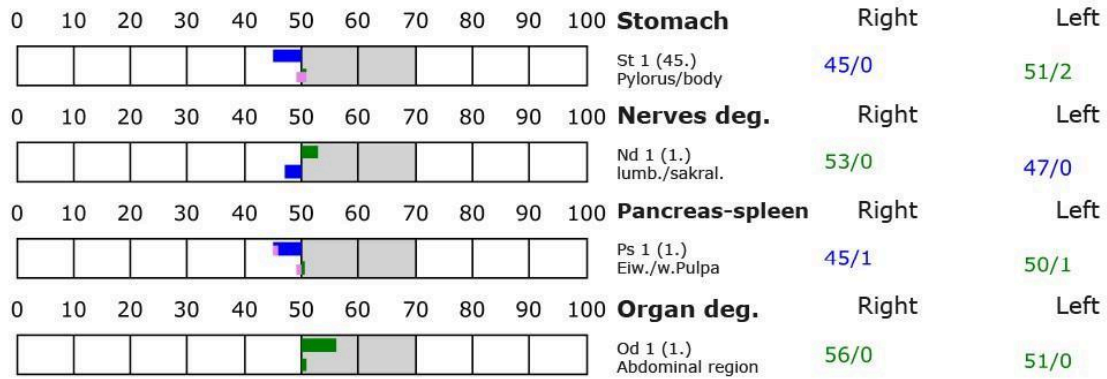 0 10 20 30 40 50 60 70 80 90 100 Stomach Right Left
St 1 (45.) 45/0 51/2
Pylorus/body
0 10 20 30 40 50 60 70 80 90 100 Nerves deg. Right Left
Nd 1 (1.) 53/0 47/0
lumb./sakral.
0 10 20 30 40 50 60 70 80 90 100 Pancreas-spleen Right Left
Ps 1 (1.) 45/1 50/1
Eiw./w.Pulpa
0 10 20 30 40 50 60 70 80 90 100 Organ deg. Right Left
Od 1 (1.) 56/0 51/0
Abdominal region